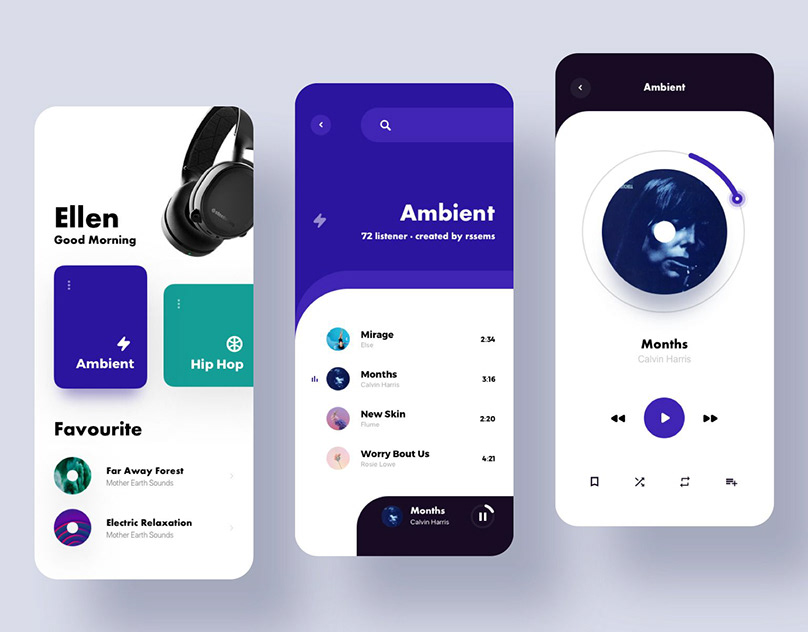 Ellen
Good Morning
Ambient
Hip Hop
Favourite
Far Away Forest
Mother Earth Sounds
Electric Relaxation
Mother Earth Sounds
Ambient
72 listener · created by rssems
Mirage
Else
2:34
Months
Calvin Harris
3:16
New Skin
Flume
2:20
Worry Bout Us
Rosie Lowe
4:21
Months
Calvin Harris
Ambient
Months
Calvin Harris